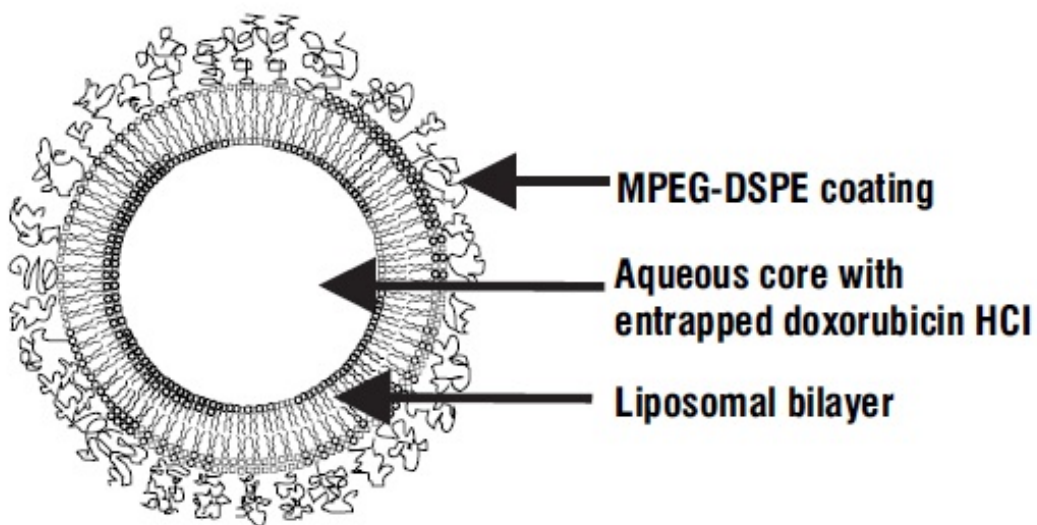 MPEG-DSPE coating
Aqueous core with
entrapped doxorubicin HCl
Liposomal bilayer